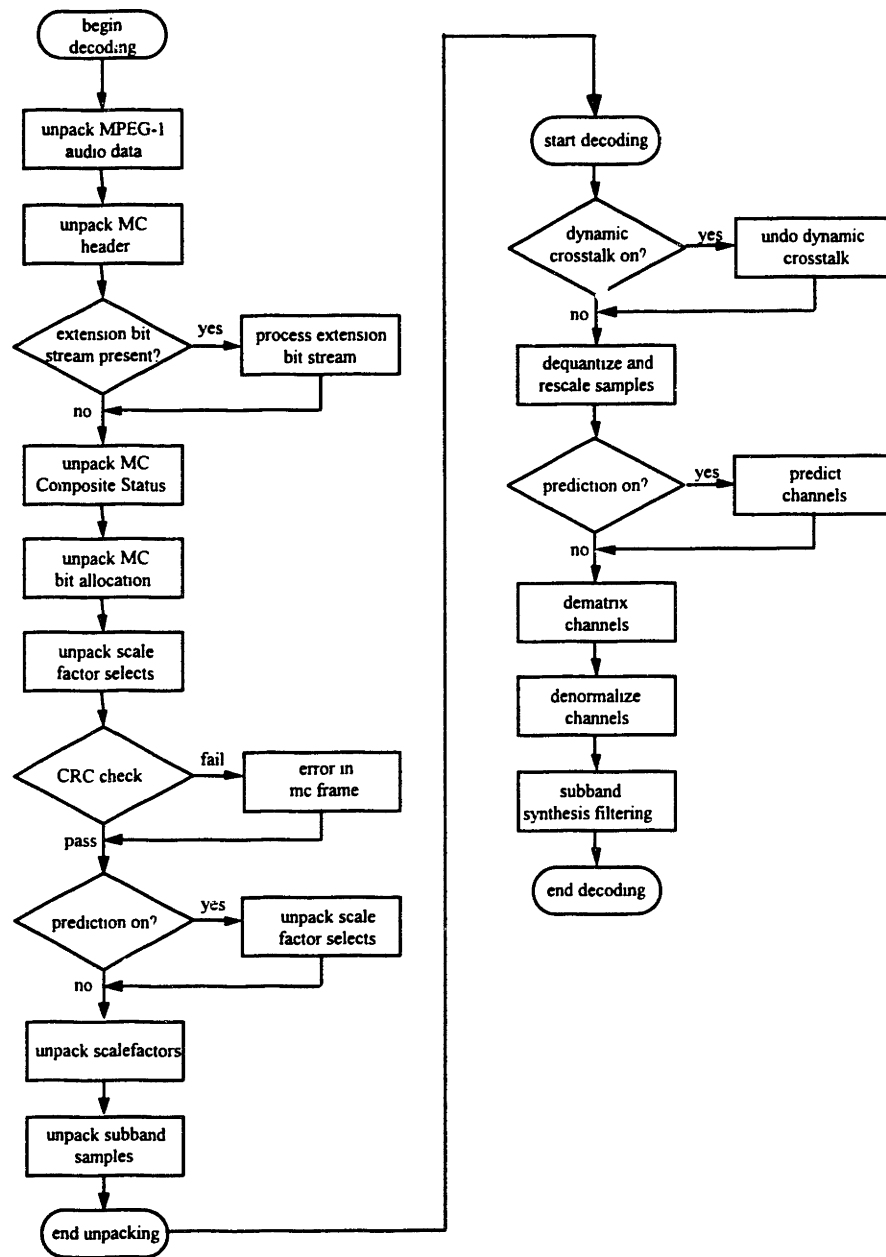 begin
decoding
unpack MPEG-1
audio data
unpack MC
header
extension bit
stream present?
yes
process extension
bit stream
no
unpack MC
Composite Status
unpack MC
bit allocation
unpack scale
factor selects
CRC check
fail
error in
mc frame
pass
prediction on?
yes
unpack scale
factor selects
no
unpack scalefactors
unpack subband
samples
end unpacking
start decoding
dynamic
crosstalk on?
yes
undo dynamic
crosstalk
no
dequantize and
rescale samples
prediction on?
yes
predict
channels
no
dematrix
channels
denormalize
channels
subband
synthesis filtering
end decoding